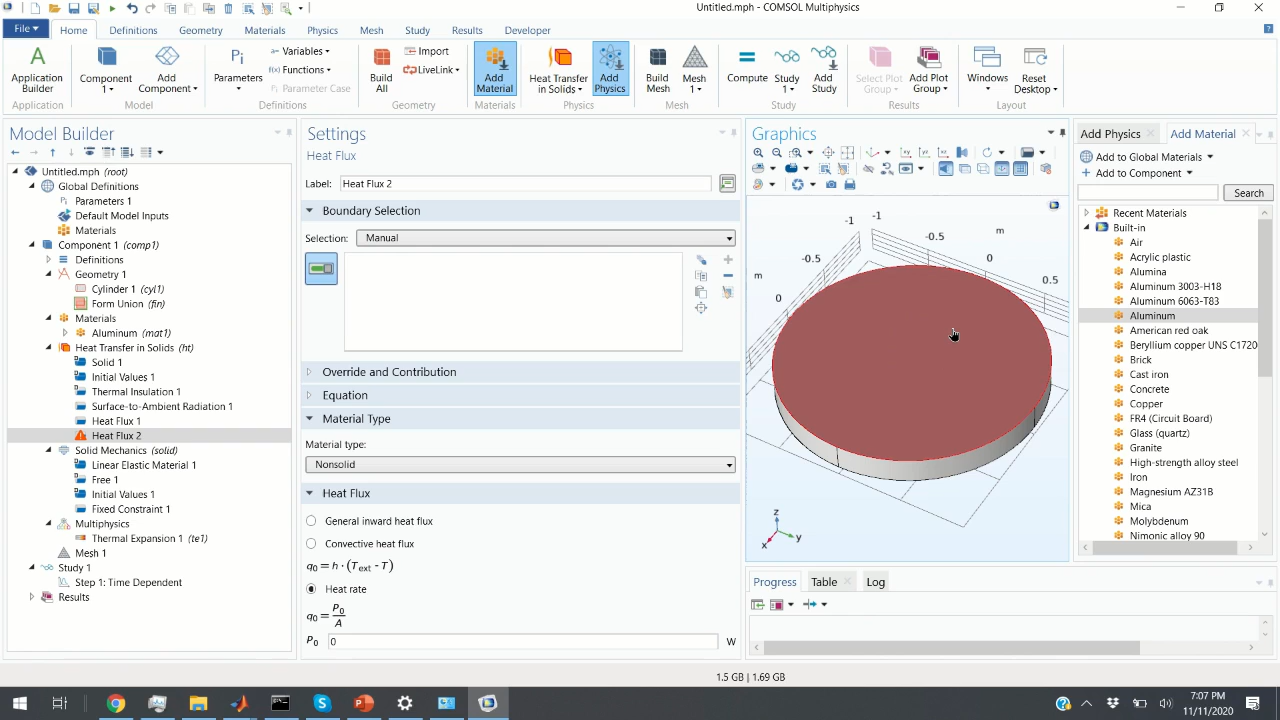 Untitled.mph - COMSOL Multiphysics
File Home Definitions Geometry Materials Physics Mesh Study Results Developer
Application Builder
Application
Component 1
Add Component
Model
Parameters
Variables
Functions
Parameter Case
Definitions
Build All
Import
LiveLink
Geometry
Add Material
Materials
Heat Transfer in Solids
Add Physics
Physics
Build Mesh
Mesh 1
Mesh
Compute
Study 1
Add Study
Study
Select Plot Group
Add Plot Group
Results
Windows
Reset Desktop
Layout
Model Builder
Untitled.mph (root)
Global Definitions
Parameters 1
Default Model Inputs
Materials
Component 1 (comp1)
Definitions
Geometry 1
Cylinder 1 (cyl1)
Form Union (fin)
Materials
Aluminum (mat1)
Heat Transfer in Solids (ht)
Solid 1
Initial Values 1
Thermal Insulation 1
Surface-to-Ambient Radiation 1
Heat Flux 1
Heat Flux 2
Solid Mechanics (solid)
Linear Elastic Material 1
Free 1
Initial Values 1
Fixed Constraint 1
Multiphysics
Thermal Expansion 1 (te1)
Mesh 1
Study 1
Step 1: Time Dependent
Results
Settings
Heat Flux
Label: Heat Flux 2
Boundary Selection
Selection: Manual
Override and Contribution
Equation
Material Type
Material type:
Nonsolid
Heat Flux
General inward heat flux
Convective heat flux
q0 = h · (Text - T)
Heat rate
q0 = P0
A
P0 0 W
Graphics
-1 -1
-0.5 m
-0.5 0
m 0.5
0
z
x y
Progress Table Log
Add Physics Add Material
Add to Global Materials
+ Add to Component
Search
Recent Materials
Built-in
Air
Acrylic plastic
Alumina
Aluminum 3003-H18
Aluminum 6063-T83
Aluminum
American red oak
Beryllium copper UNS C1720
Brick
Cast iron
Concrete
Copper
FR4 (Circuit Board)
Glass (quartz)
Granite
High-strength alloy steel
Iron
Magnesium AZ31B
Mica
Molybdenum
Nimonic alloy 90
1.5 GB | 1.69 GB
7:07 PM
11/11/2020